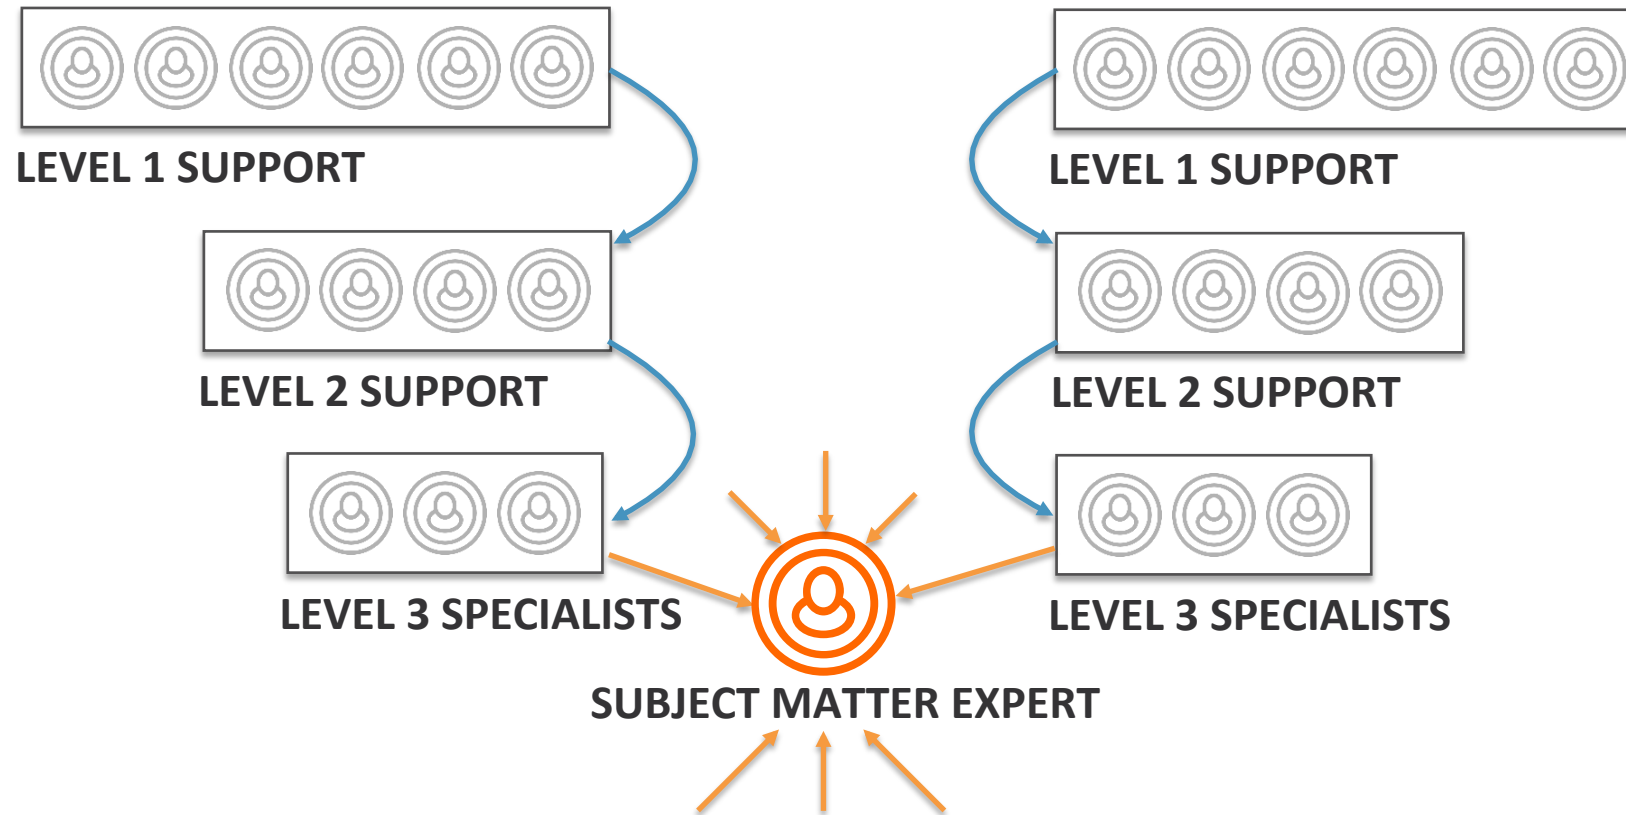 LEVEL 1 SUPPORT
LEVEL 1 SUPPORT
LEVEL 2 SUPPORT
LEVEL 2 SUPPORT
LEVEL 3 SPECIALISTS
LEVEL 3 SPECIALISTS
SUBJECT MATTER EXPERT